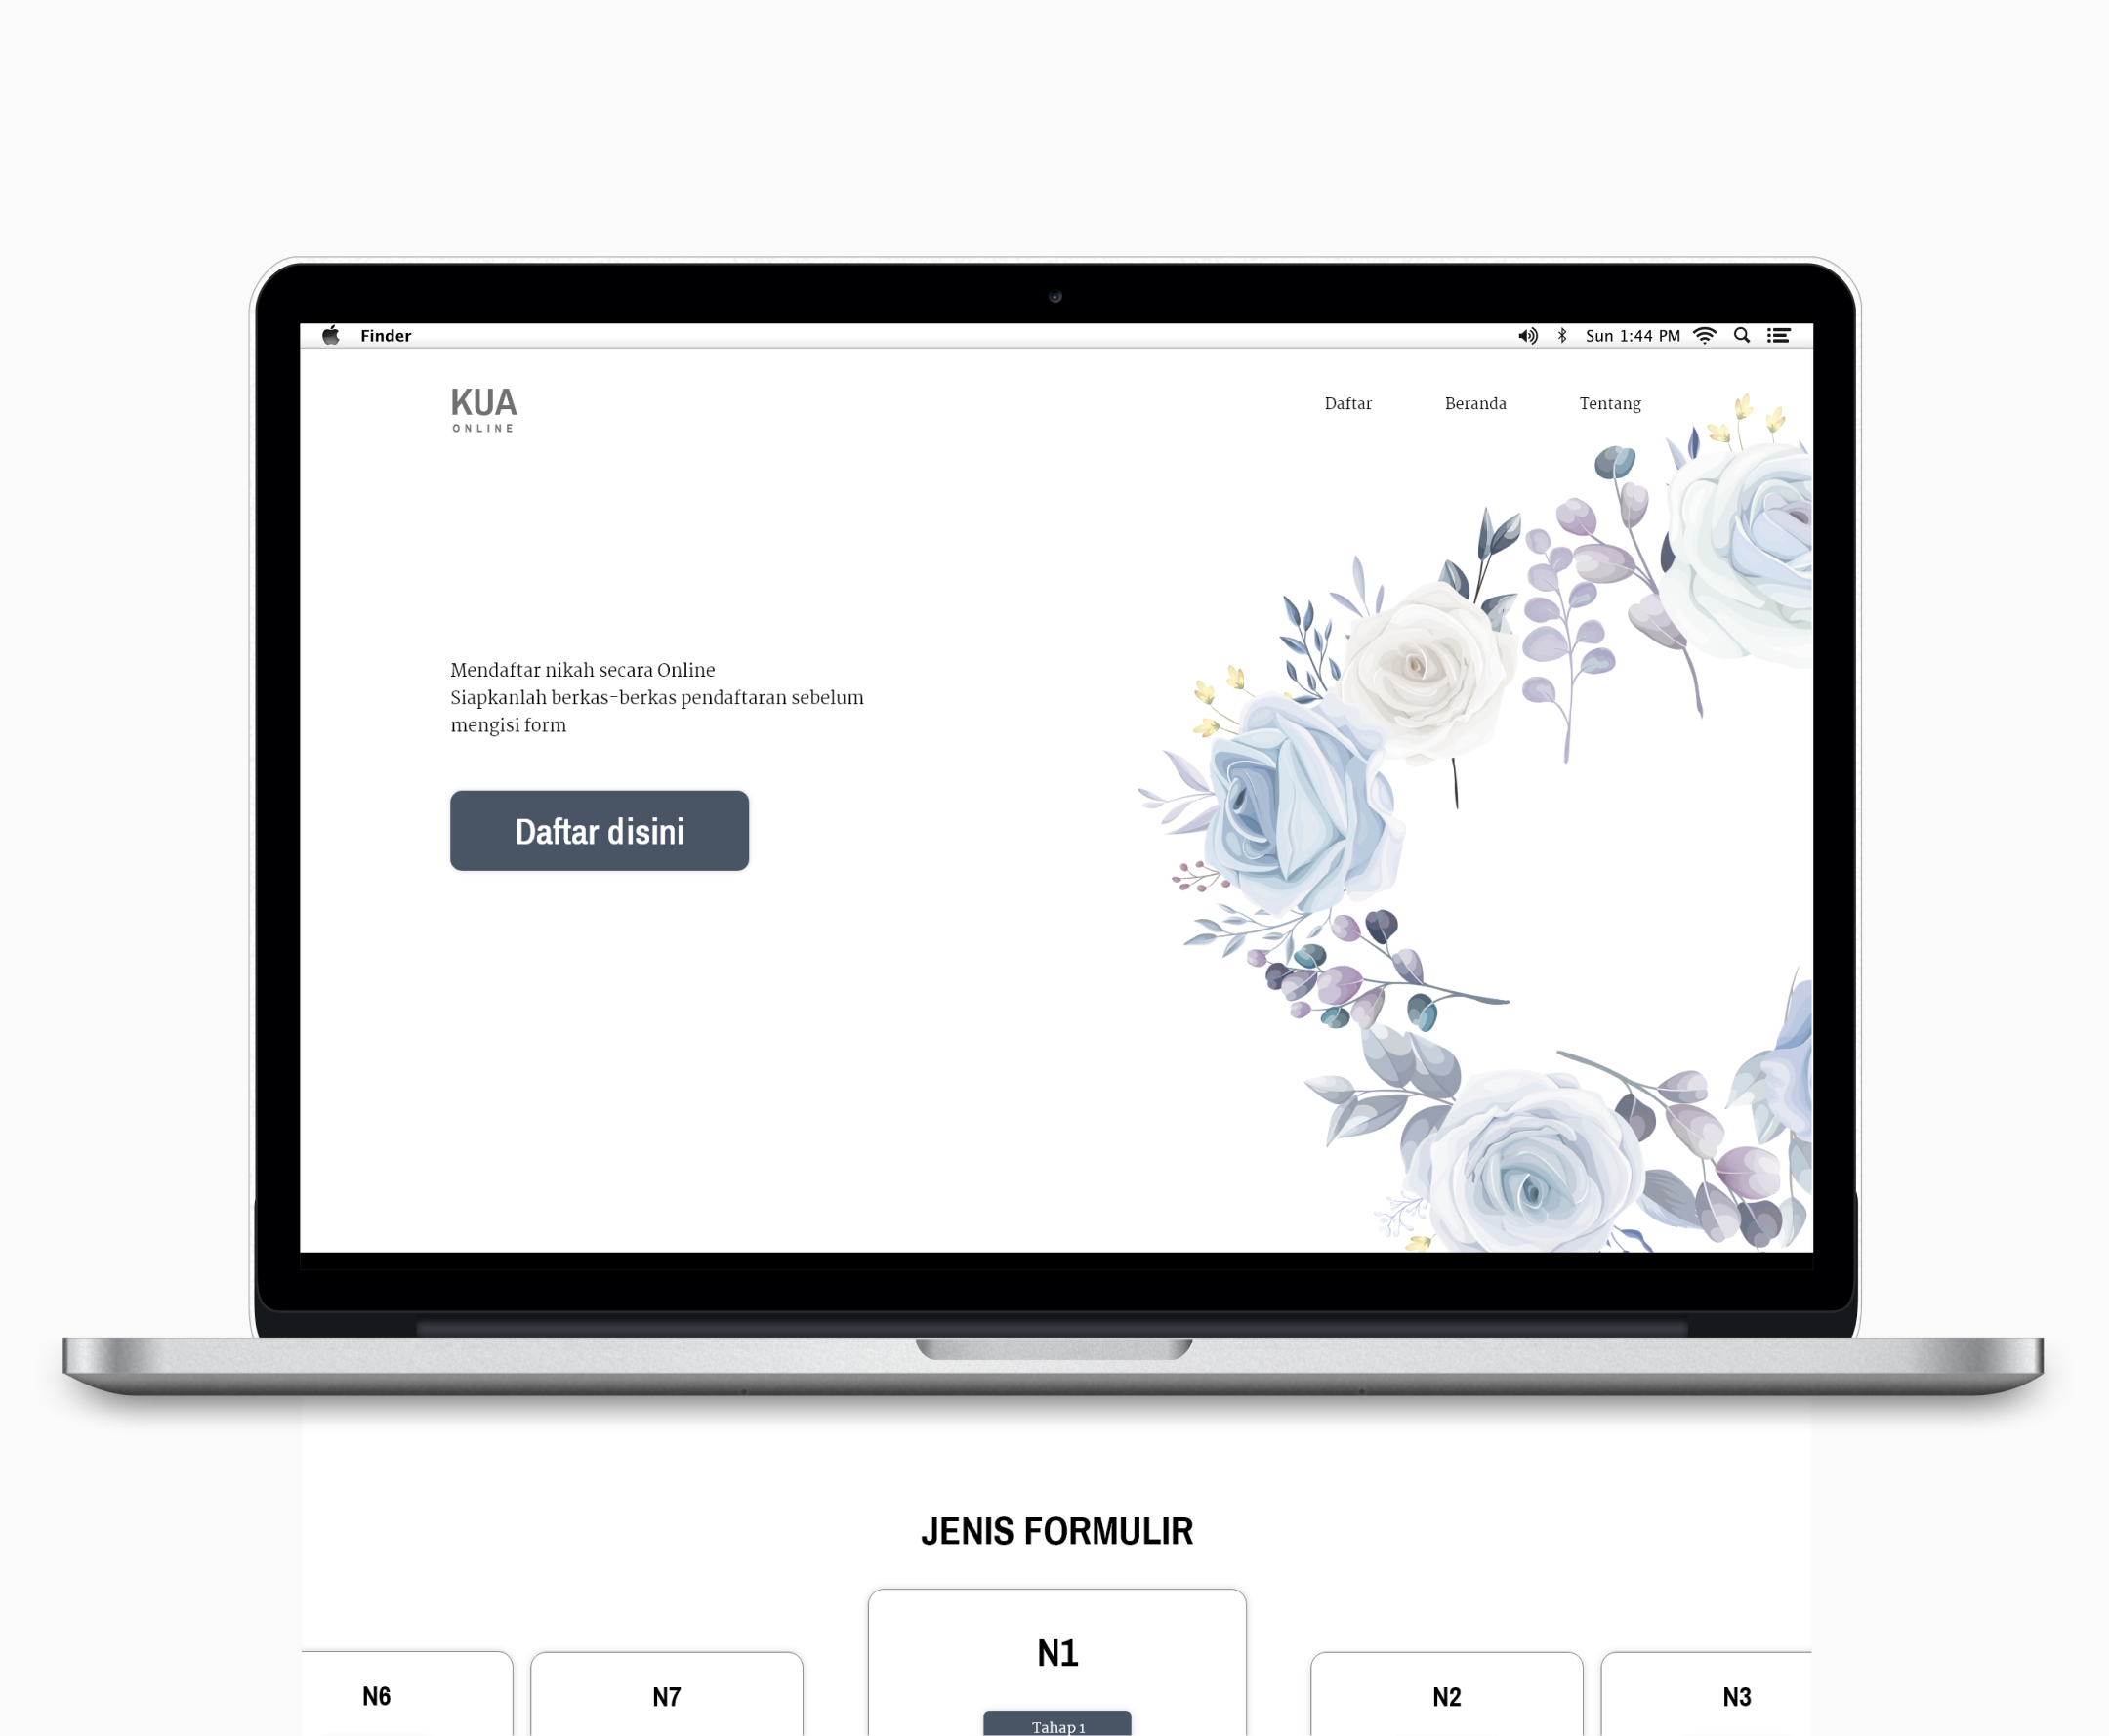 Finder
Sun 1:44 PM
KUA
ONLINE
Daftar Beranda Tentang
Mendaftar nikah secara Online
Siapkanlah berkas-berkas pendaftaran sebelum
mengisi form
Daftar disini
JENIS FORMULIR
N6 N7 N1 N2 N3
Tahap 1